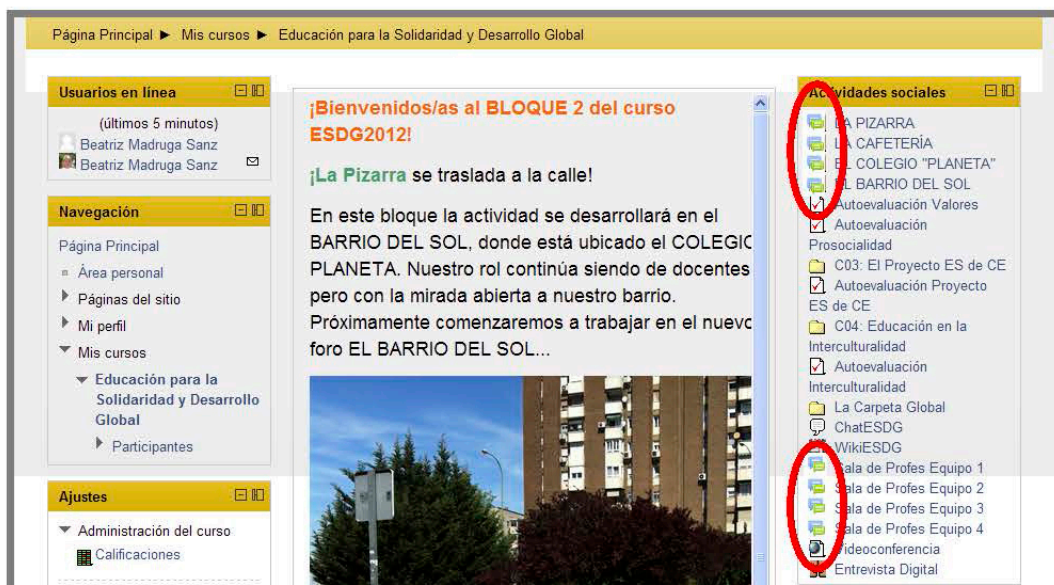 Página Principal ► Mis cursos ► Educación para la Solidaridad y Desarrollo Global
Usuarios en línea
(últimos 5 minutos)
Beatriz Madruga Sanz
Beatriz Madruga Sanz
Navegación
Página Principal
Área personal
Páginas del sitio
Mi perfil
Mis cursos
Educación para la
Solidaridad y Desarrollo
Global
Participantes
Ajustes
Administración del curso
Calificaciones
¡Bienvenidos/as al BLOQUE 2 del curso
ESDG2012!
¡La Pizarra se traslada a la calle!
En este bloque la actividad se desarrollará en el
BARRIO DEL SOL, donde está ubicado el COLEGIO
PLANETA. Nuestro rol continúa siendo de docentes
pero con la mirada abierta a nuestro barrio.
Próximamente comenzaremos a trabajar en el nuevo
foro EL BARRIO DEL SOL...
Actividades sociales
LA PIZARRA
LA CAFETERÍA
EL COLEGIO "PLANETA"
EL BARRIO DEL SOL
Autoevaluación Valores
Autoevaluación
Prosocialidad
C03: El Proyecto ES de CE
Autoevaluación Proyecto
ES de CE
C04: Educación en la
Interculturalidad
Autoevaluación
Interculturalidad
La Carpeta Global
ChatESDG
WikiESDG
Sala de Profes Equipo 1
Sala de Profes Equipo 2
Sala de Profes Equipo 3
Sala de Profes Equipo 4
Videoconferencia
Entrevista Digital